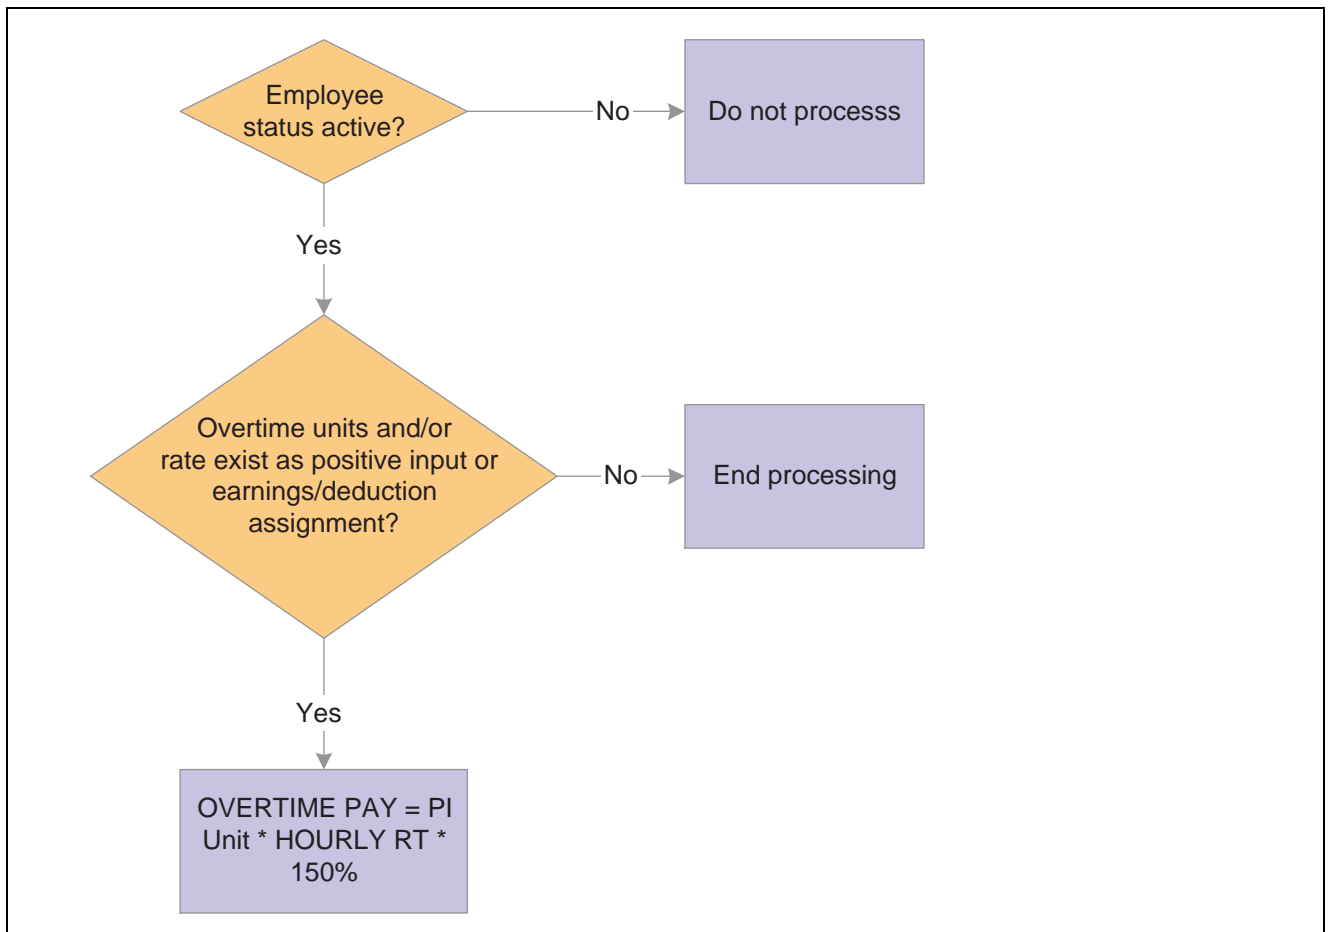 Employee
status active?
No
Do not processs
Yes
Overtime units and/or
rate exist as positive input or
earnings/deduction
assignment?
No
End processing
Yes
OVERTIME PAY = PI
Unit * HOURLY RT *
150%